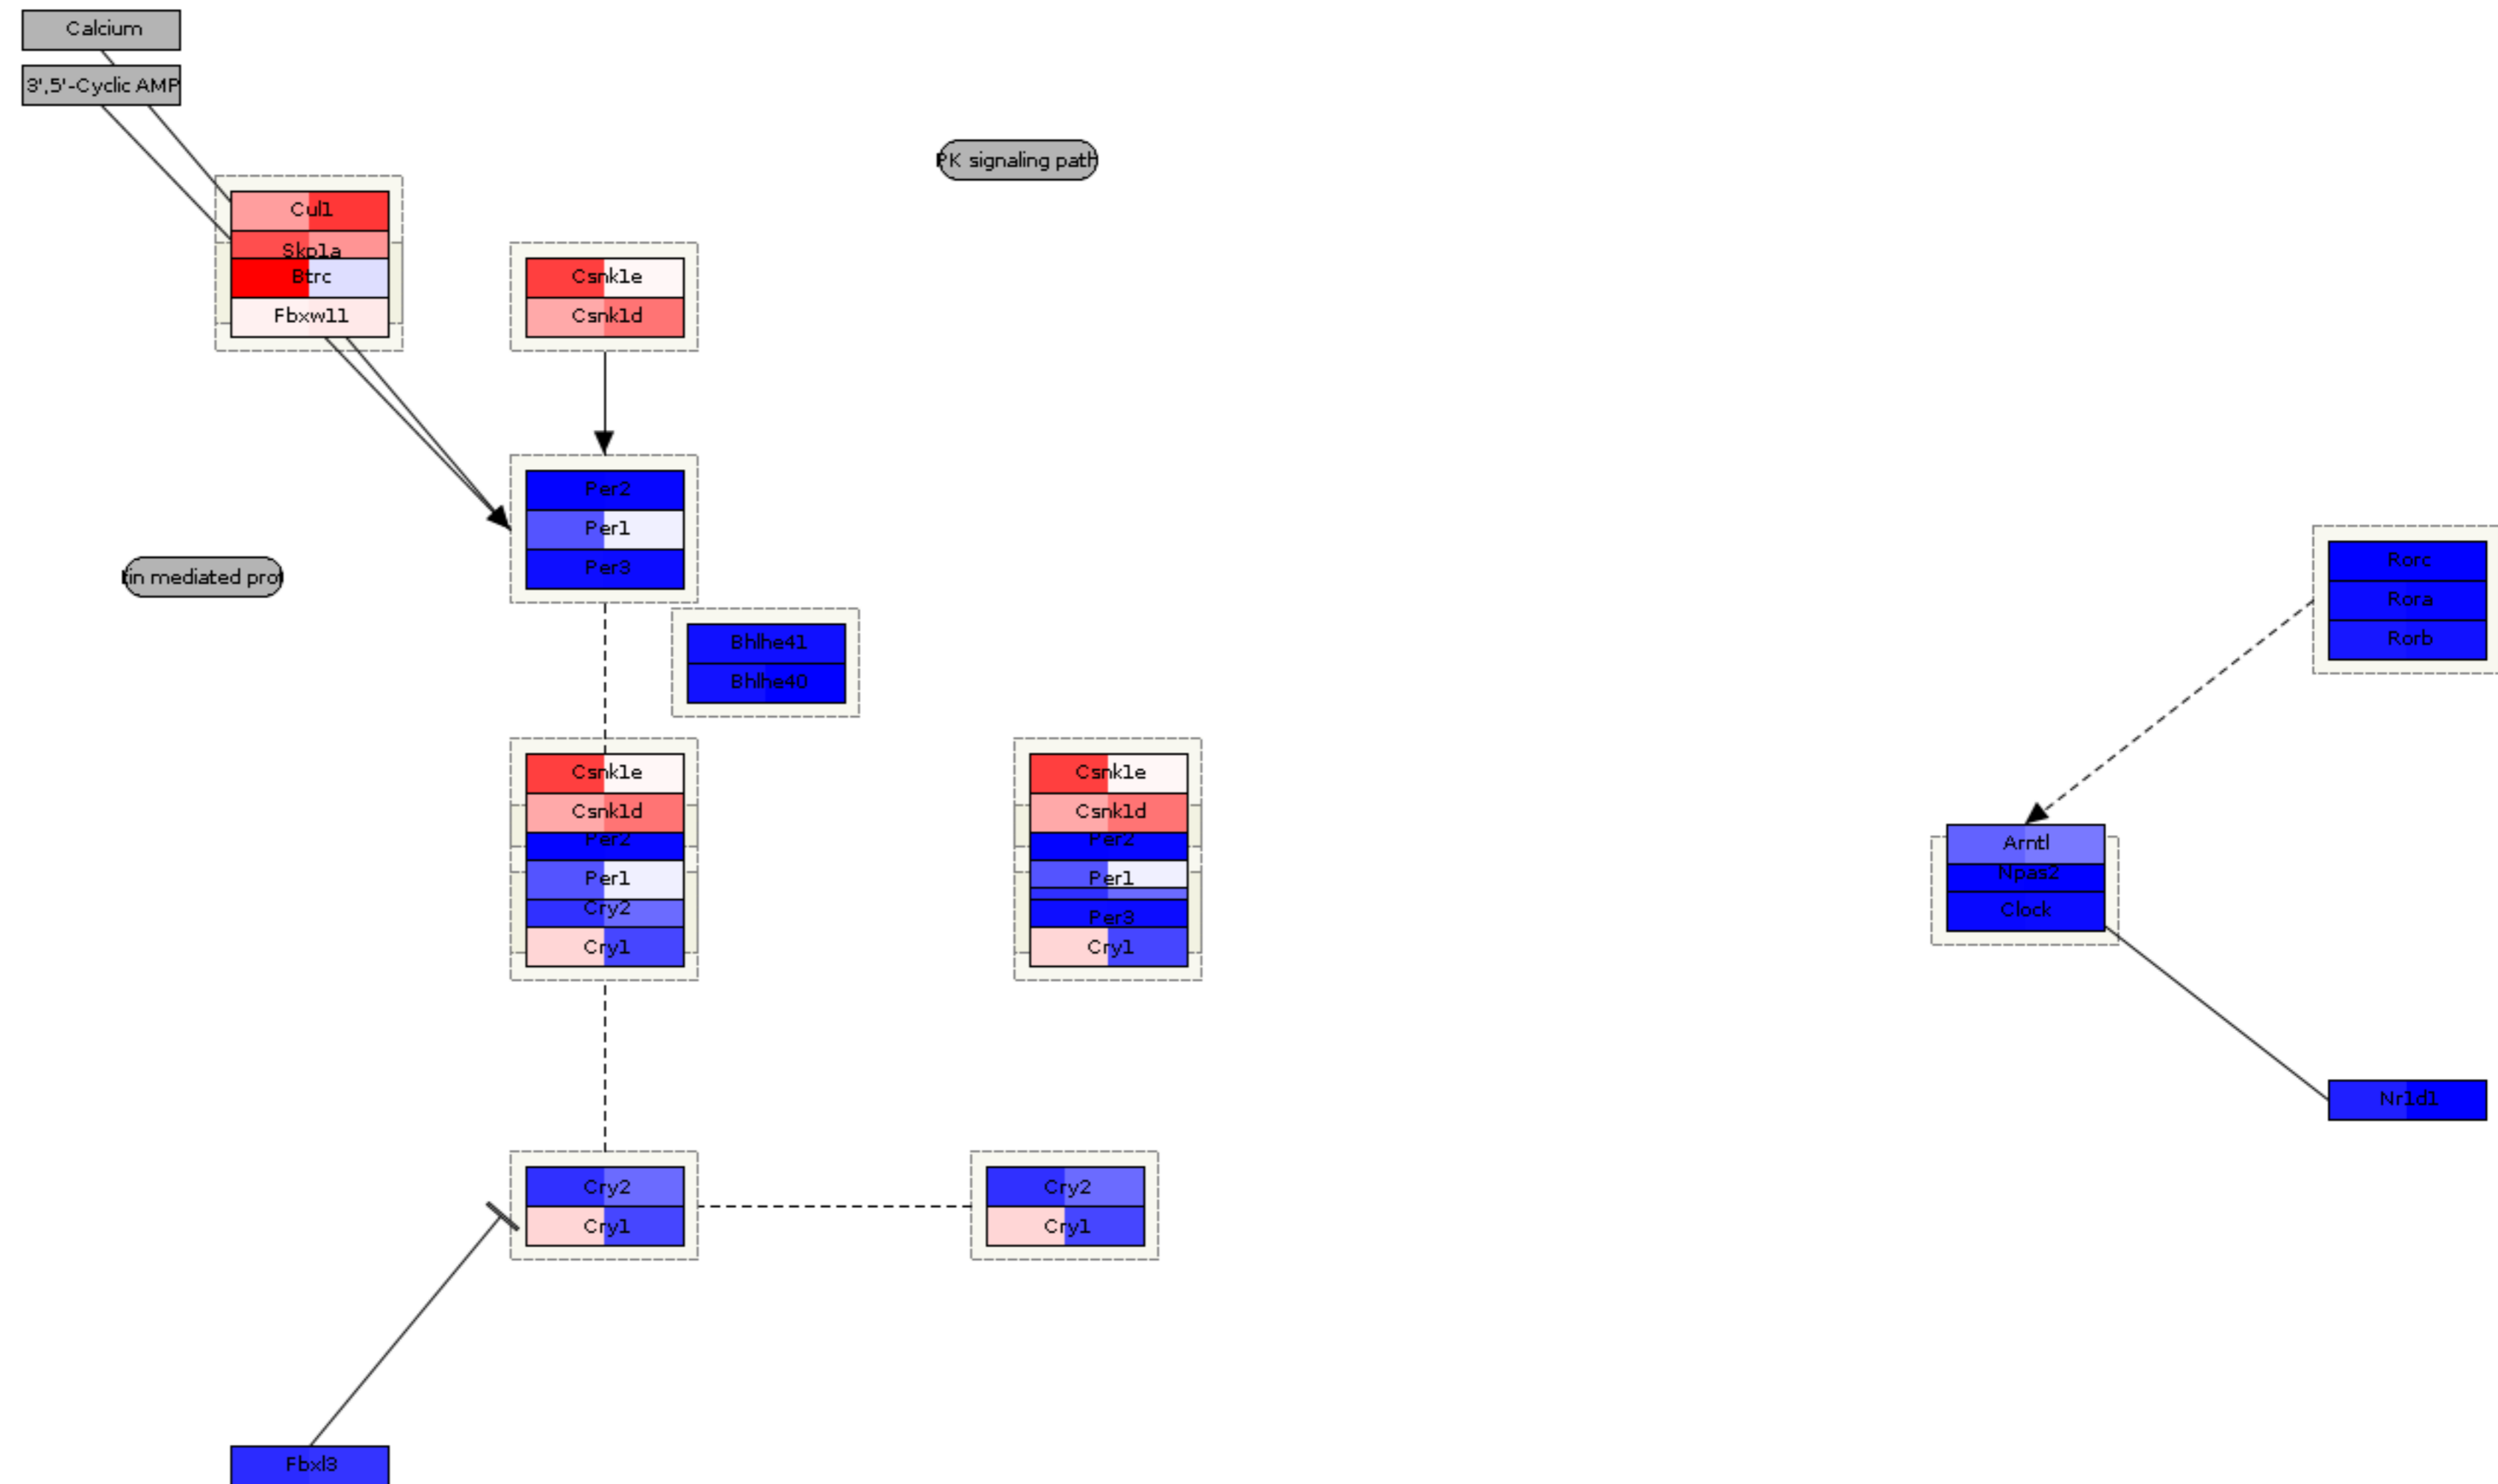 Calcium
3',5'-Cyclic AMP
PK signaling path
Cul1
Skp1a
Btrc
Fbxw11
Csnk1e
Csnk1d
Per2
Per1
Per3
tin mediated prot
Bhlhe41
Bhlhe40
Rorc
Rora
Rorb
Csnk1e
Csnk1d
Per2
Per1
Cry2
Cry1
Csnk1e
Csnk1d
Per2
Per1
Per3
Cry1
Arntl
Npas2
Clock
Nr1d1
Cry2
Cry1
Cry2
Cry1
Fbxl3